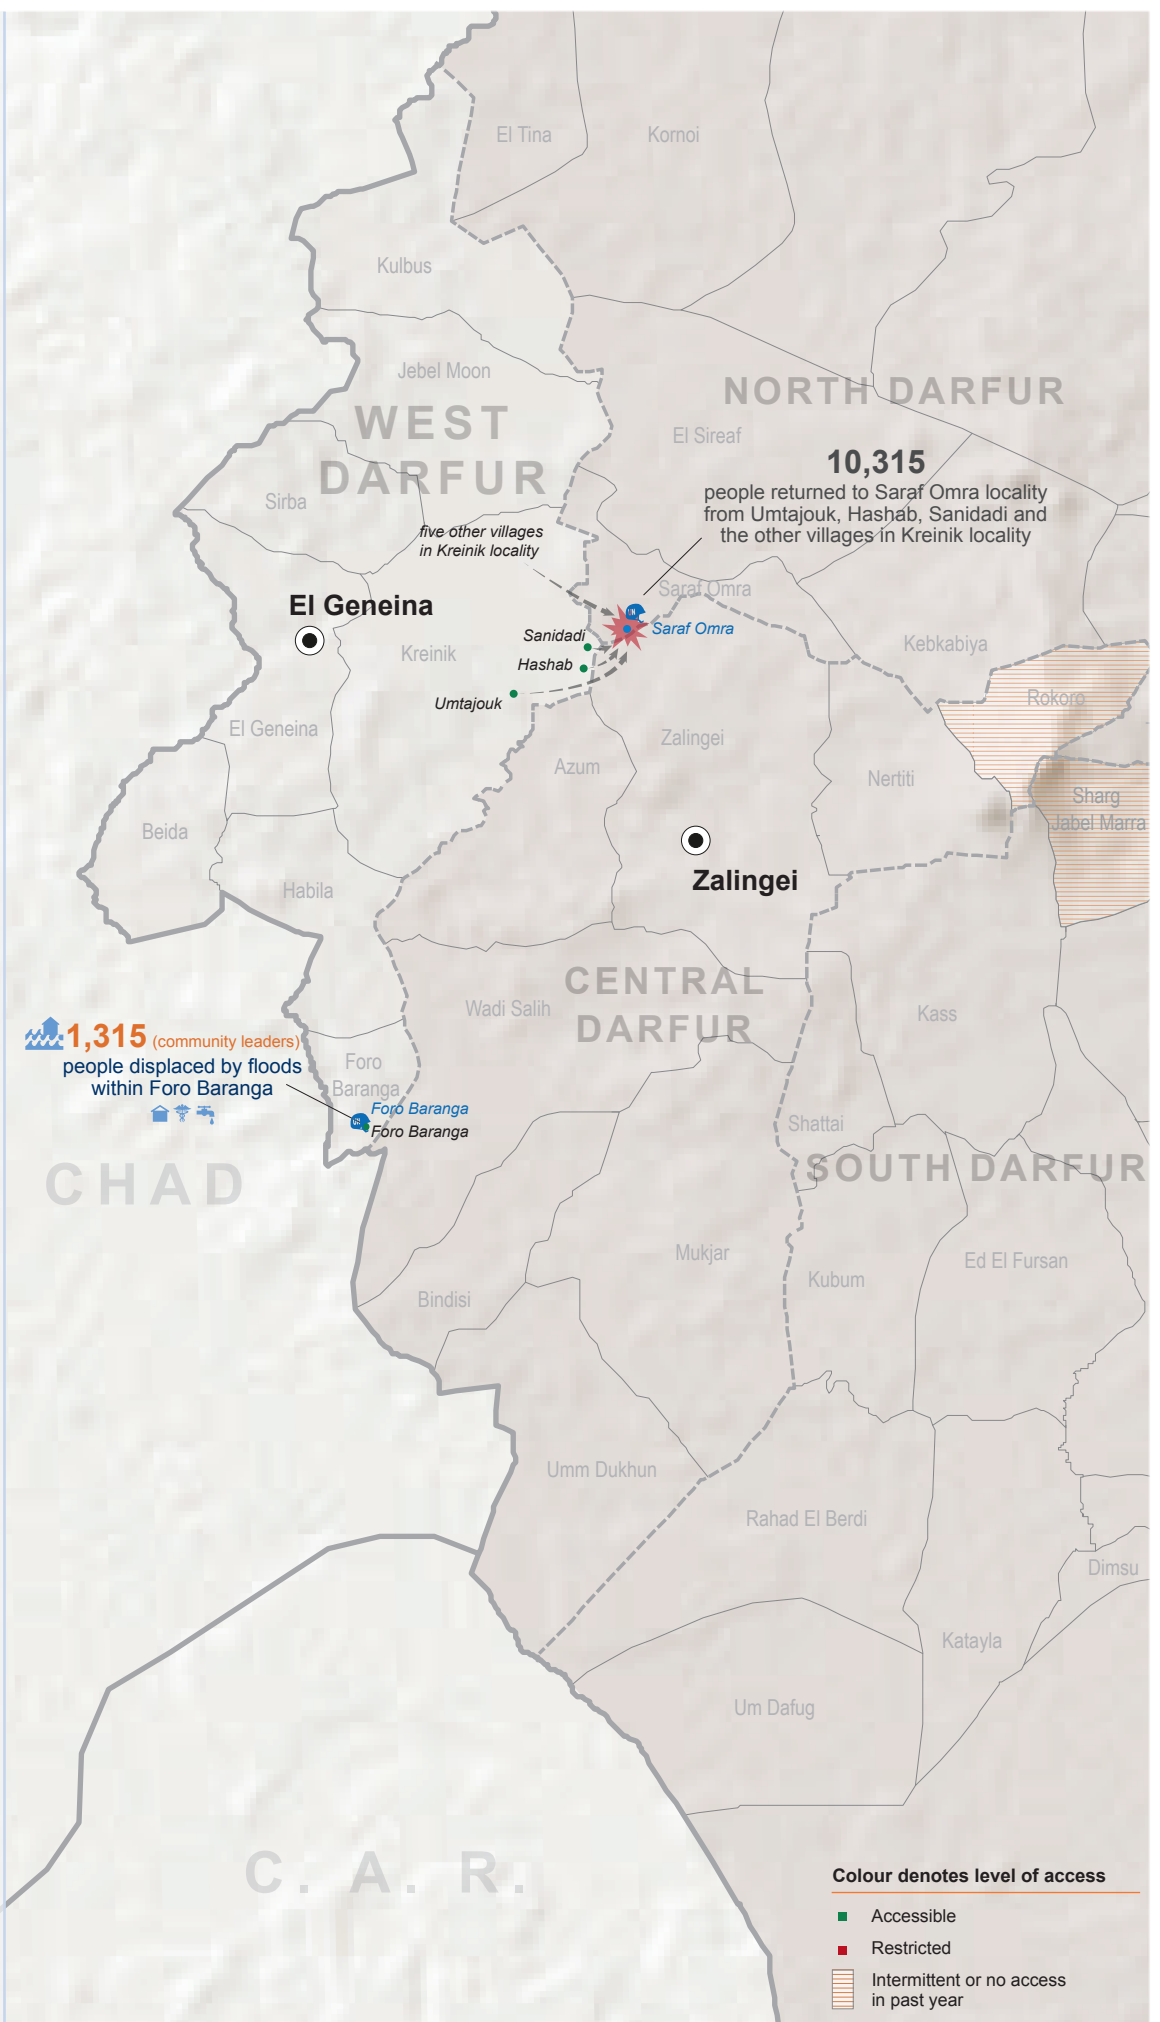 El Tina
Kornoi
Kulbus
Jebel Moon
NORTH DARFUR
WEST
DARFUR
El Sireaf
10,315
people returned to Saraf Omra locality
from Umtajouk, Hashab, Sanidadi and
the other villages in Kreinik locality
Sirba
five other villages
in Kreinik locality
Saraf Omra
El Geneina
Saraf Omra
Sanidadi
Hashab
Umtajouk
Kreinik
Kebkabiya
Rokoro
El Geneina
Zalingei
Azum
Nertiti
Sharg
Jabel Marra
Beida
Zalingei
Habila
CENTRAL
DARFUR
Wadi Salih
Kass
1,315 (community leaders)
people displaced by floods
within Foro Baranga
Foro
Baranga
Foro Baranga
Foro Baranga
Shattai
CHAD
SOUTH DARFUR
Mukjar
Ed El Fursan
Kubum
Bindisi
Umm Dukhun
Rahad El Berdi
Dimsu
Katayla
Um Dafug
C. A. R.
Colour denotes level of access
Accessible
Restricted
Intermittent or no access
in past year